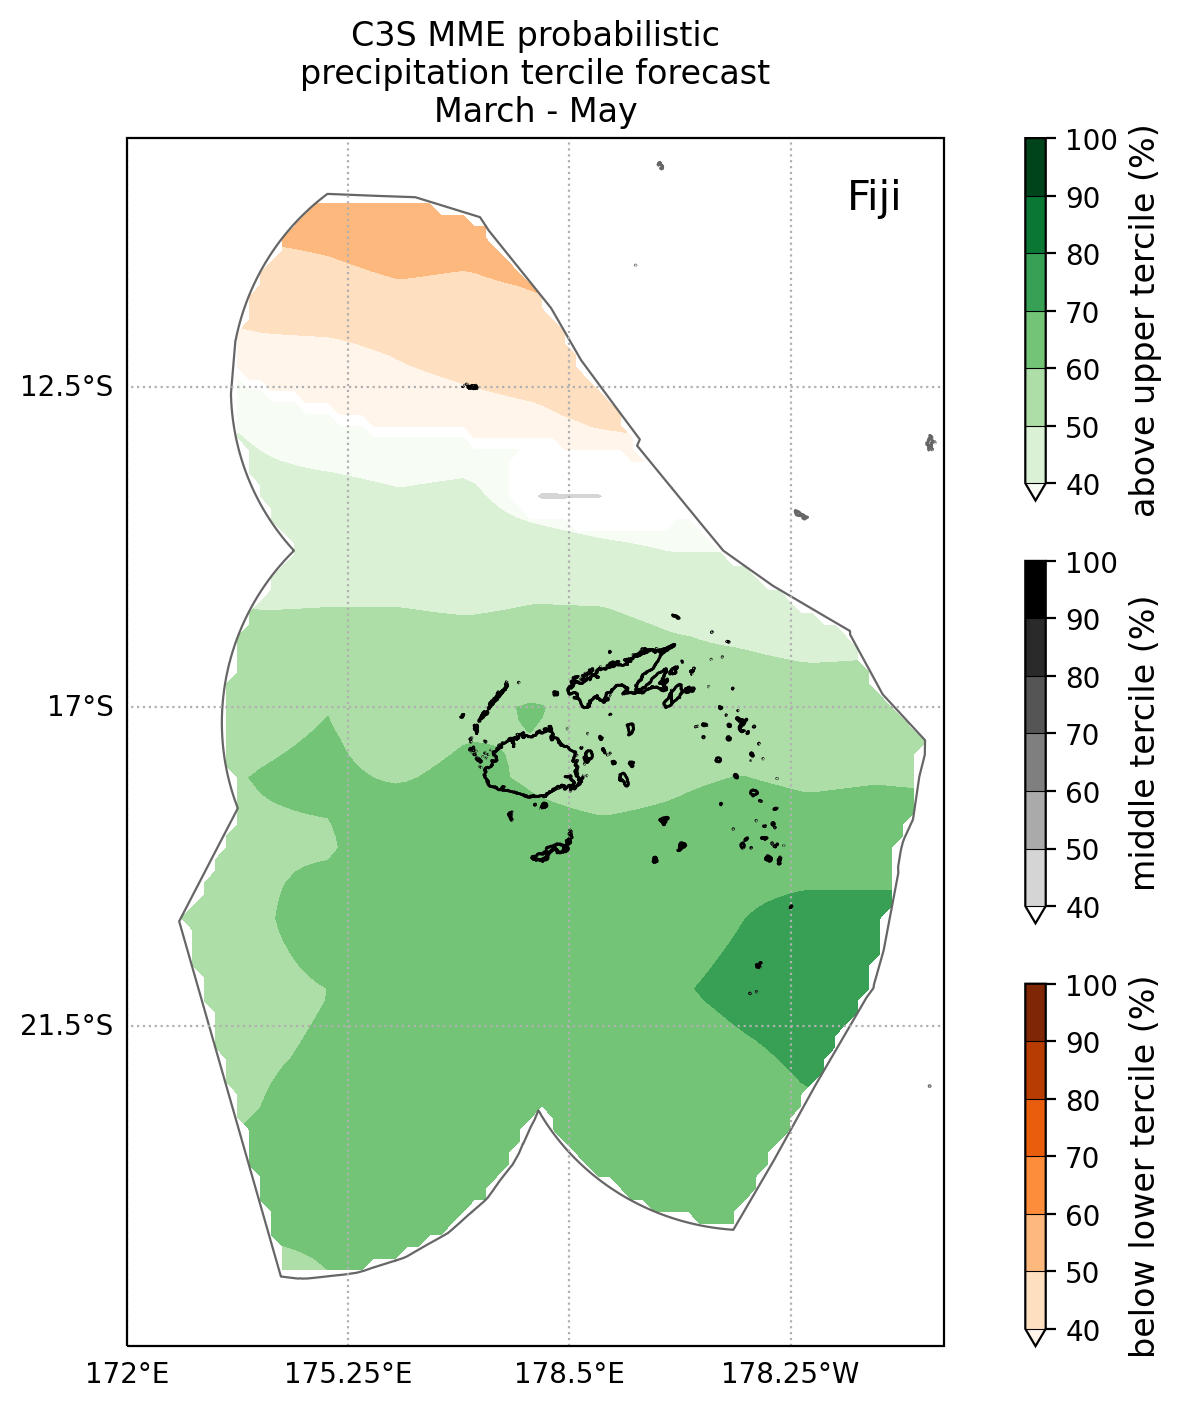 C3S MME probabilistic
precipitation tercile forecast
March - May
Fiji
12.5°S
17°S
21.5°S
172°E
175.25°E
178.5°E
178.25°W
100
90
80
70
60
50
40
above upper tercile (%)
100
90
80
70
60
50
40
middle tercile (%)
100
90
80
70
60
50
40
below lower tercile (%)